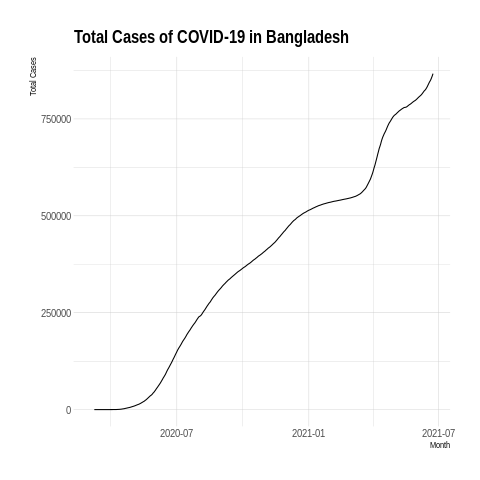 Total Cases of COVID-19 in Bangladesh
Total Cases
750000
500000
250000
0
2020-07
2021-01
2021-07
Month